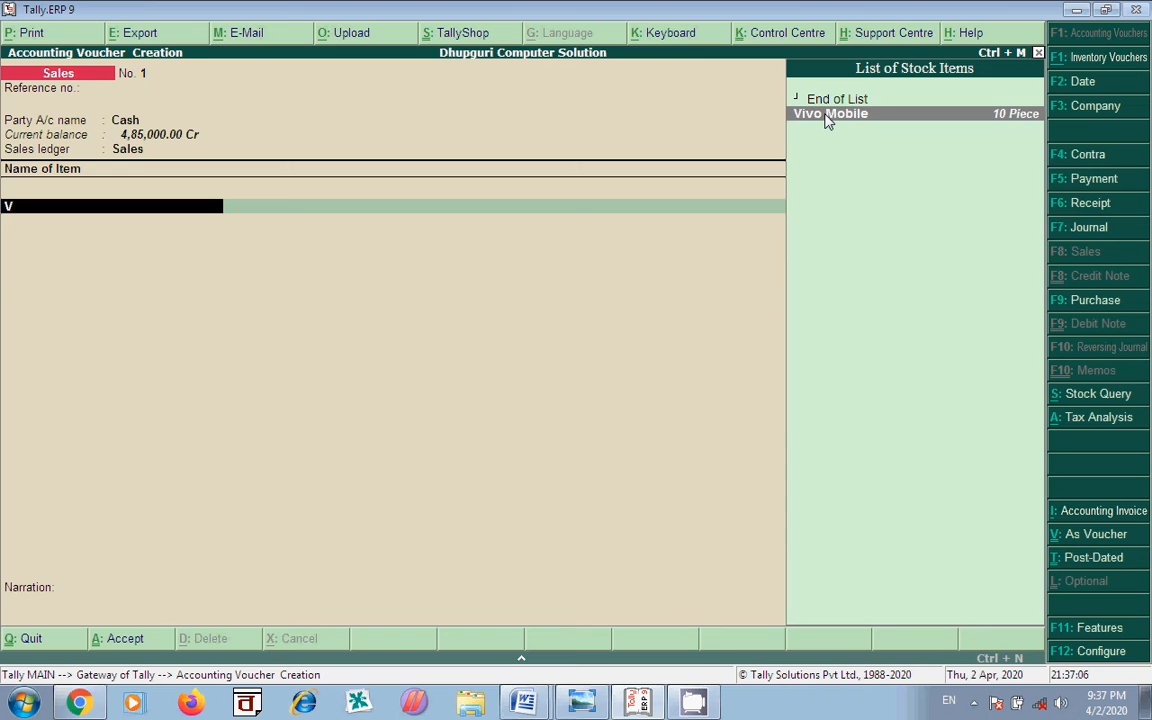 Tally.ERP 9
P: Print E: Export M: E-Mail O: Upload S: TallyShop G: Language K: Keyboard K: Control Centre H: Support Centre H: Help
Accounting Voucher Creation Dhupguri Computer Solution Ctrl + M
Sales No. 1
Reference no.:
Party A/c name : Cash
Current balance : 4,85,000.00 Cr
Sales ledger : Sales
Name of Item
V
Narration:
List of Stock Items
End of List
Vivo Mobile 10 Piece
F1: Accounting Vouchers
F1: Inventory Vouchers
F2: Date
F3: Company
F4: Contra
F5: Payment
F6: Receipt
F7: Journal
F8: Sales
F8: Credit Note
F9: Purchase
F9: Debit Note
F10: Reversing Journal
F10: Memos
S: Stock Query
A: Tax Analysis
I: Accounting Invoice
V: As Voucher
T: Post-Dated
L: Optional
F11: Features
F12: Configure
Q: Quit A: Accept D: Delete X: Cancel
Ctrl + N
Tally MAIN --> Gateway of Tally --> Accounting Voucher Creation © Tally Solutions Pvt Ltd., 1988-2020 Thu, 2 Apr, 2020 21:37:06
EN 9:37 PM
4/2/2020